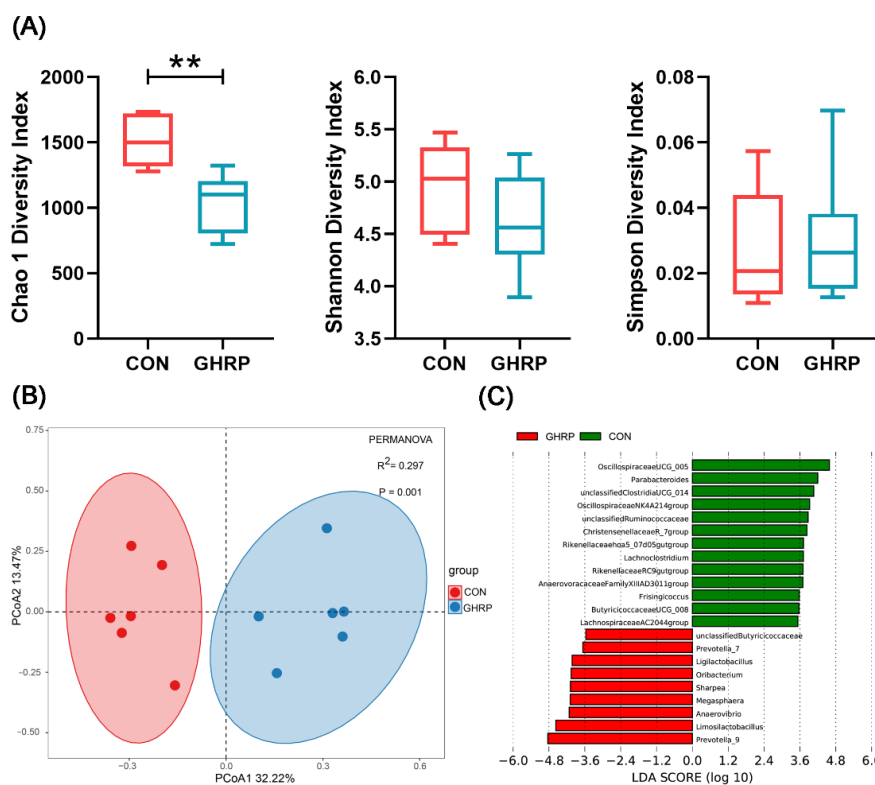 (A)
**
Chao 1 Diversity Index
2000
1500
1000
500
0
CON GHRP
Shannon Diversity Index
6.0
5.5
5.0
4.5
4.0
3.5
CON GHRP
Simpson Diversity Index
0.08
0.06
0.04
0.02
0.00
CON GHRP
(B)
0.75
0.50
0.25
0.00
−0.25
−0.50
PCoA2 13.47%
PERMANOVA
R2= 0.297
P = 0.001
group
CON
GHRP
−0.3 0.0 0.3 0.6
PCoA1 32.22%
(C)
GHRP CON
OscillospiraceaeUCG_005
Parabacteroides
unclassifiedClostridiaUCG_014
OscillospiraceaeNK4A214group
unclassifiedRuminococcaceae
ChristensenellaceaeR_7group
Rikenellaceaehoa5_07d05gutgroup
Lachnoclostridium
RikenellaceaeRC9gutgroup
AnaerovoracaceaeFamilyXIIIAD3011group
Frisingicoccus
ButyricicoccaceaeUCG_008
LachnospiraceaeAC2044group
unclassifiedButyricicoccaceae
Prevotella_7
Ligilactobacillus
Oribacterium
Sharpea
Megasphaera
Anaerovibrio
Limosilactobacillus
Prevotella_9
−6.0 −4.8 −3.6 −2.4 −1.2 0.0 1.2 2.4 3.6 4.8 6.0
LDA SCORE (log 10)